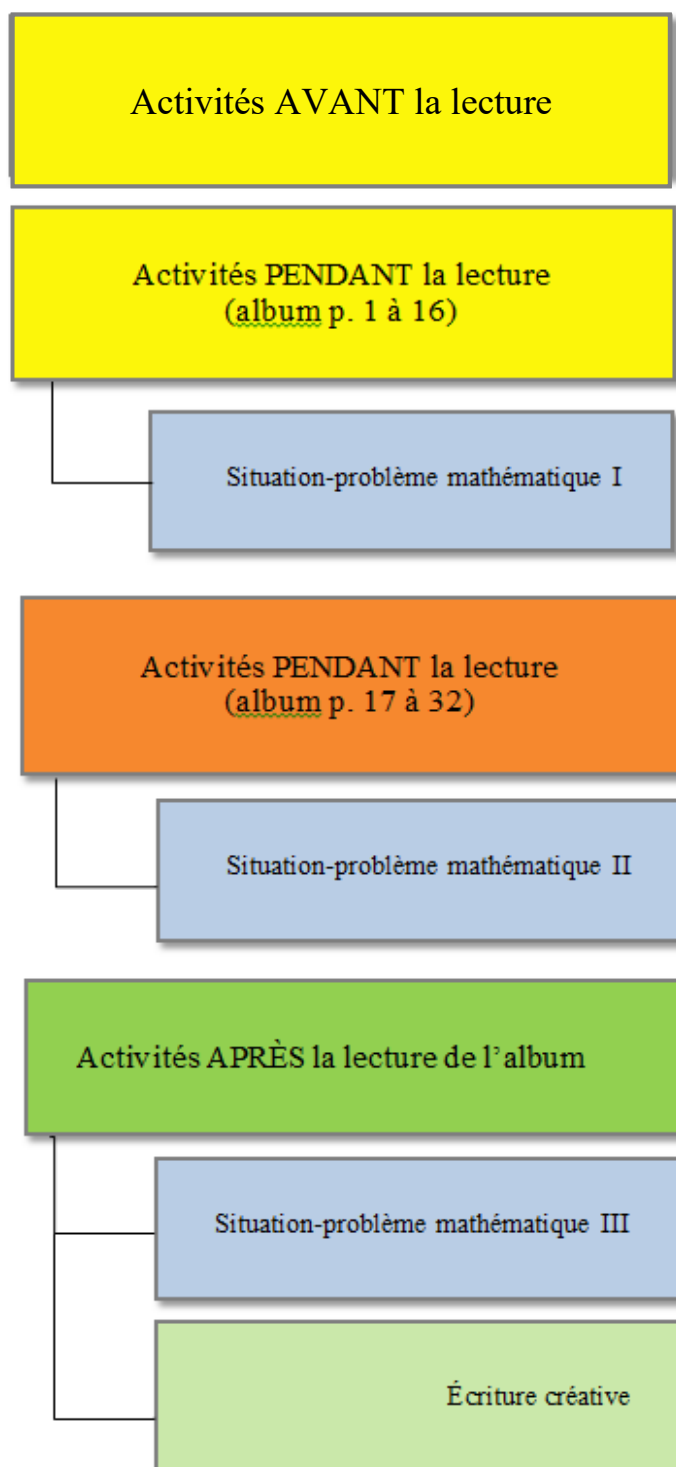 Activités AVANT la lecture
Activités PENDANT la lecture
(album p. 1 à 16)
Situation-problème mathématique I
Activités PENDANT la lecture
(album p. 17 à 32)
Situation-problème mathématique II
Activités APRÈS la lecture de l'album
Situation-problème mathématique III
Écriture créative